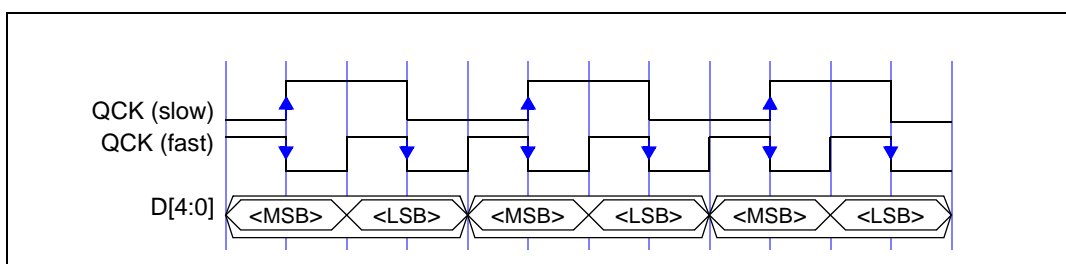 QCK (slow)
QCK (fast)
D[4:0] <MSB> <LSB> <MSB> <LSB> <MSB> <LSB>